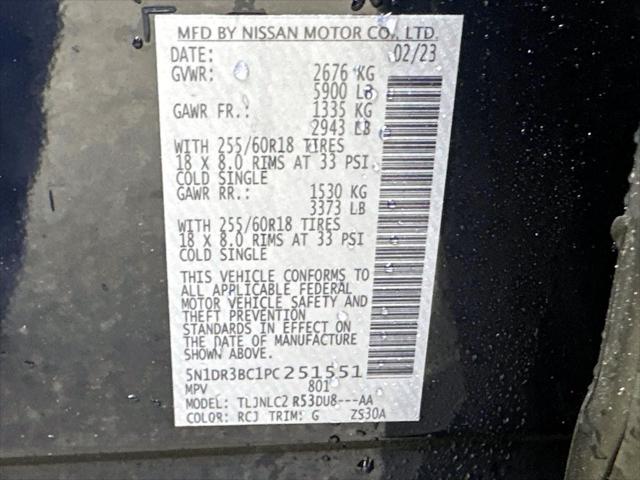 MFD BY NISSAN MOTOR CO., LTD.
DATE: 02/23
GVWR: 2676 KG
5900 LB
GAWR FR.: 1335 KG
2943 LB
WITH 255/60R18 TIRES
18 X 8.0 RIMS AT 33 PSI.
COLD SINGLE
GAWR RR.: 1530 KG
3373 LB
WITH 255/60R18 TIRES
18 X 8.0 RIMS AT 33 PSI
COLD SINGLE
THIS VEHICLE CONFORMS TO
ALL APPLICABLE FEDERAL
MOTOR VEHICLE SAFETY AND
THEFT PREVENTION
STANDARDS IN EFFECT ON
THE DATE OF MANUFACTURE
SHOWN ABOVE.
5N1DR3BC1PC251551
MPV 801
MODEL: TLJNLC2 R53DU8---AA
COLOR: RCJ TRIM: G ZS30A